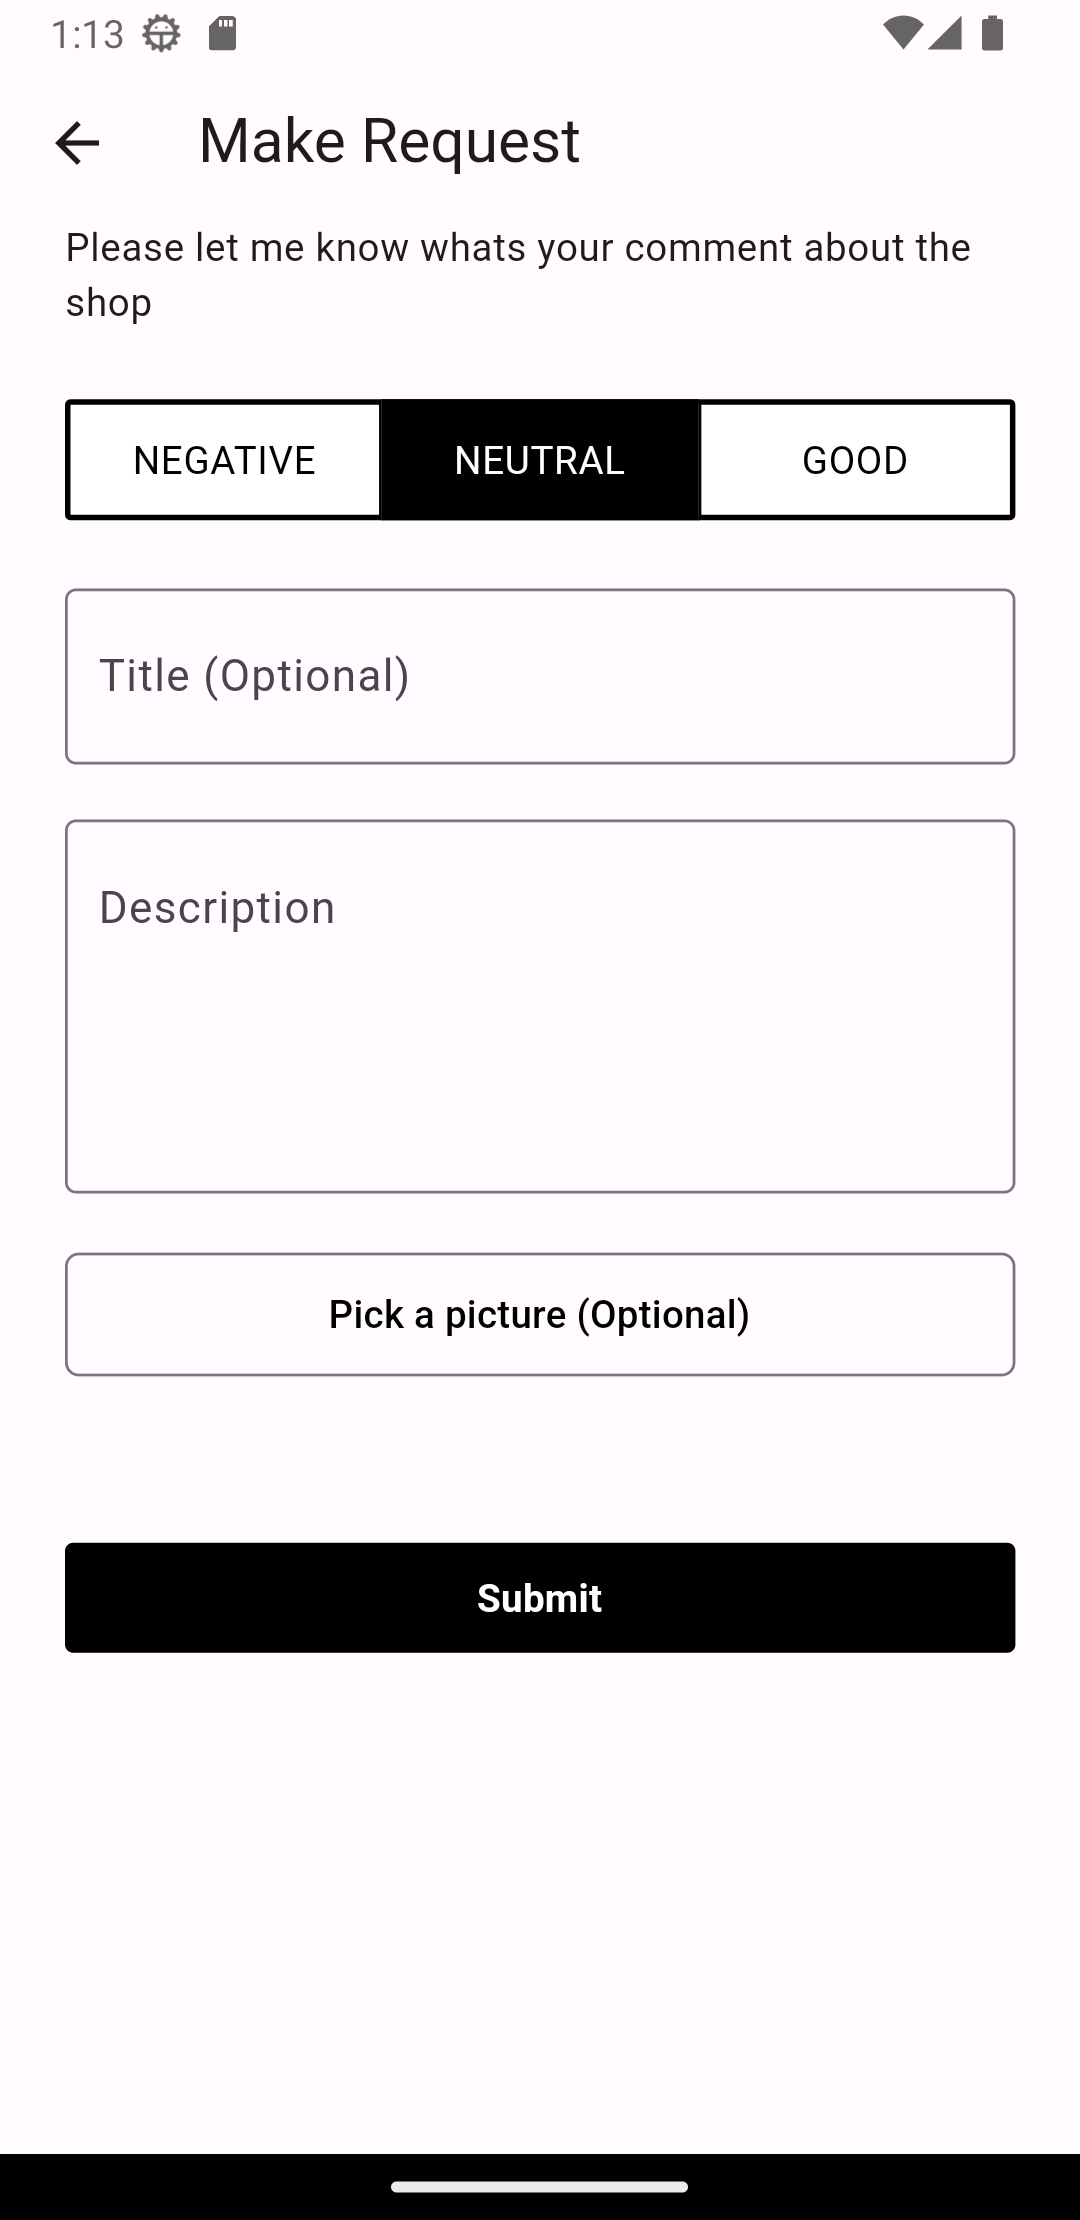 1:13
Make Request
Please let me know whats your comment about the
shop
NEGATIVE NEUTRAL GOOD
Title (Optional)
Description
Pick a picture (Optional)
Submit